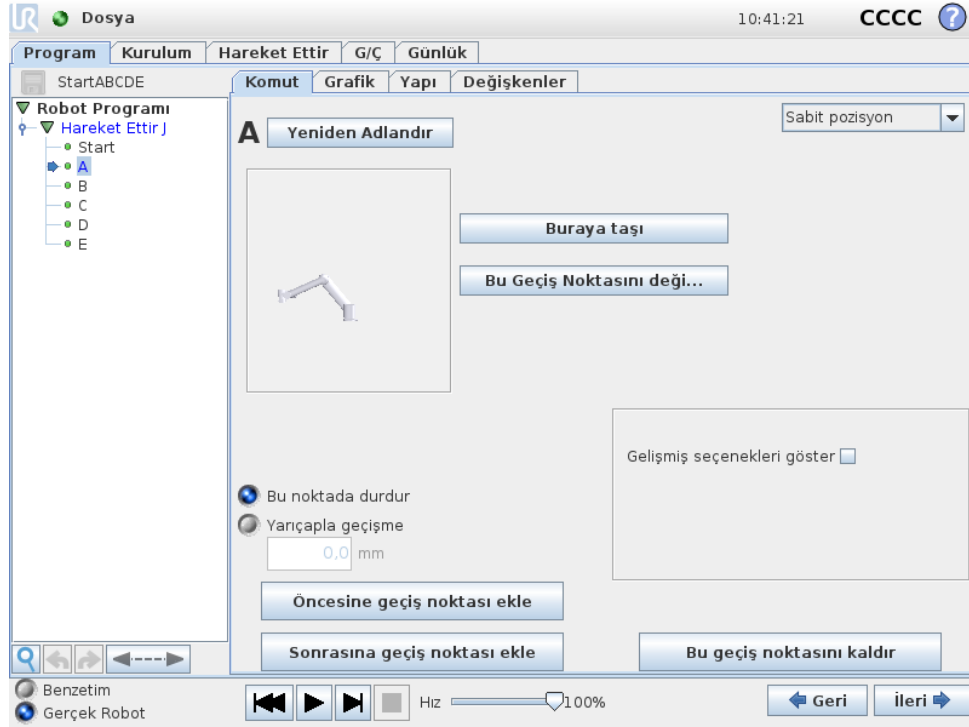 UR Dosya 10:41:21 CCCC ?
Program Kurulum Hareket Ettir G/Ç Günlük
StartABCDE Komut Grafik Yapı Değişkenler
Robot Programı
Hareket Ettir J
Start
A
B
C
D
E
A Yeniden Adlandır Sabit pozisyon
Buraya taşı
Bu Geçiş Noktasını deği...
Gelişmiş seçenekleri göster
Bu noktada durdur
Yarıçapla geçişme
0,0 mm
Öncesine geçiş noktası ekle
Sonrasına geçiş noktası ekle Bu geçiş noktasını kaldır
Benzetim
Gerçek Robot
Hız 100% Geri İleri